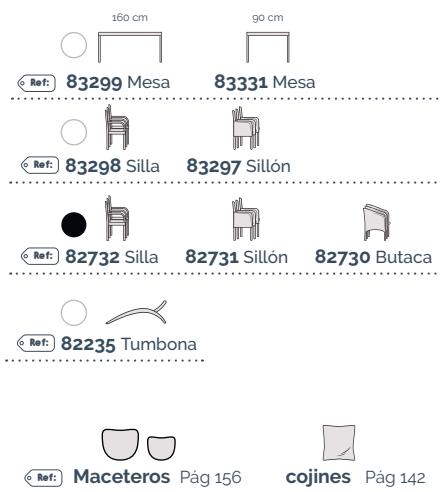 160 cm 90 cm
Ref: 83299 Mesa 83331 Mesa
Ref: 83298 Silla 83297 Sillón
Ref: 82732 Silla 82731 Sillón 82730 Butaca
Ref: 82235 Tumbona
Ref: Maceteros Pág 156 cojines Pág 142